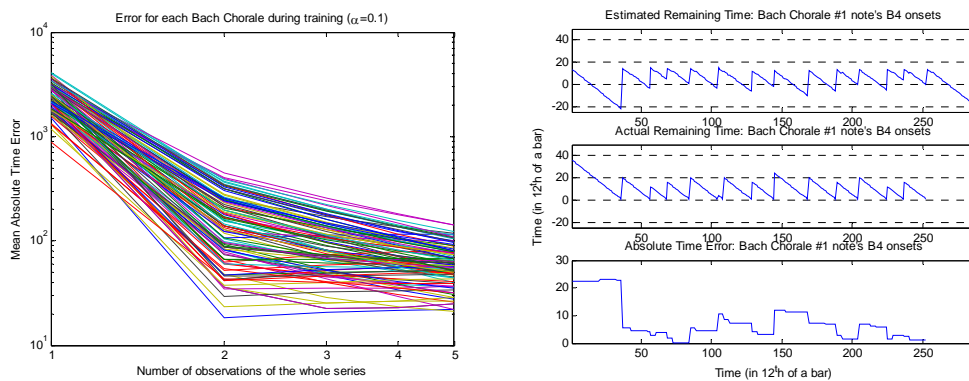 Error for each Bach Chorale during training (α=0.1)
10^4
10^3
10^2
10^1
Mean Absolute Time Error
1 2 3 4 5
Number of observations of the whole series
Estimated Remaining Time: Bach Chorale #1 note's B4 onsets
40
20
0
-20
50 100 150 200 250
Actual Remaining Time: Bach Chorale #1 note's B4 onsets
Time (in 12^th of a bar)
40
20
0
-20
50 100 150 200 250
Absolute Time Error: Bach Chorale #1 note's B4 onsets
30
20
10
0
50 100 150 200 250
Time (in 12^th of a bar)